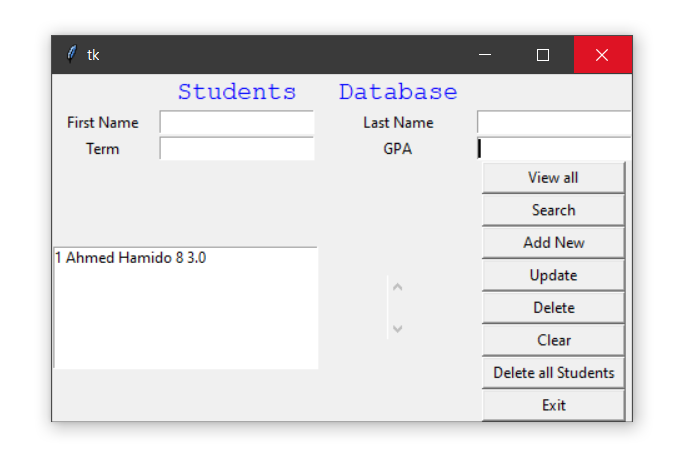 tk
Students Database
First Name Last Name
Term GPA
View all
Search
Add New
1 Ahmed Hamido 8 3.0
Update
Delete
Clear
Delete all Students
Exit